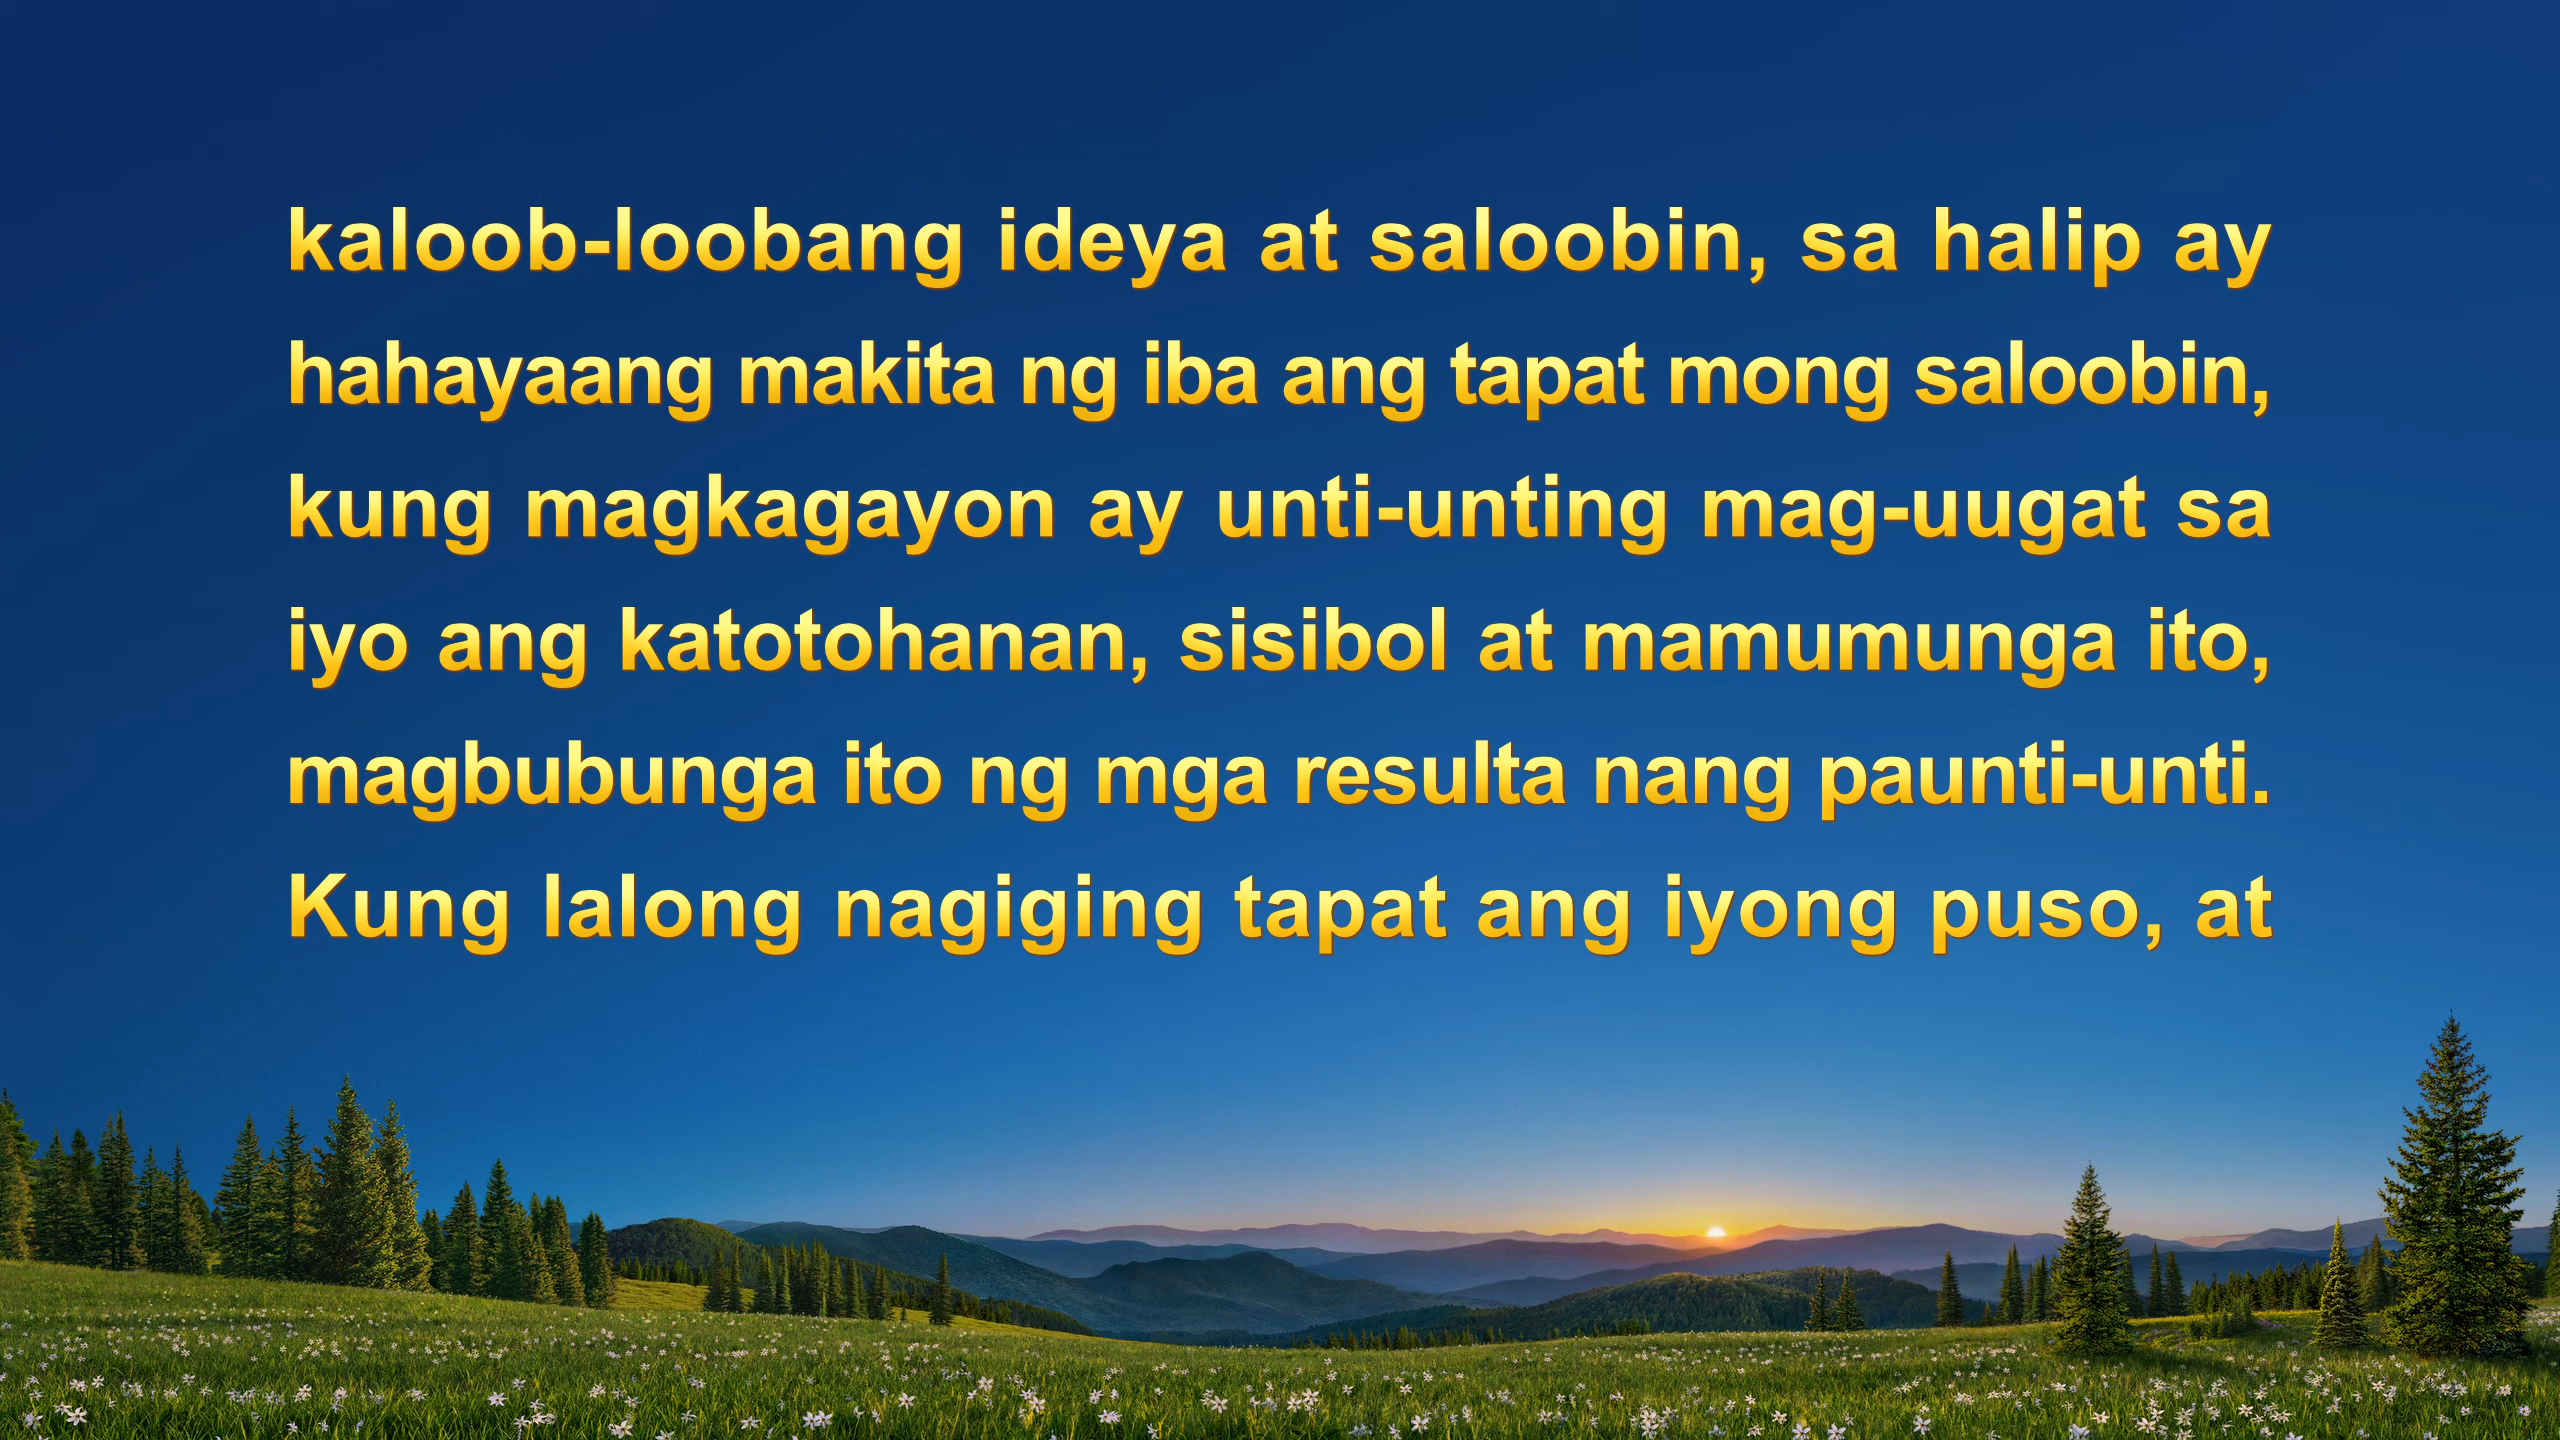 kaloob-loobang ideya at saloobin, sa halip ay
hahayaang makita ng iba ang tapat mong saloobin,
kung magkagayon ay unti-unting mag-uugat sa
iyo ang katotohanan, sisibol at mamumunga ito,
magbubunga ito ng mga resulta nang paunti-unti.
Kung lalong nagiging tapat ang iyong puso, at